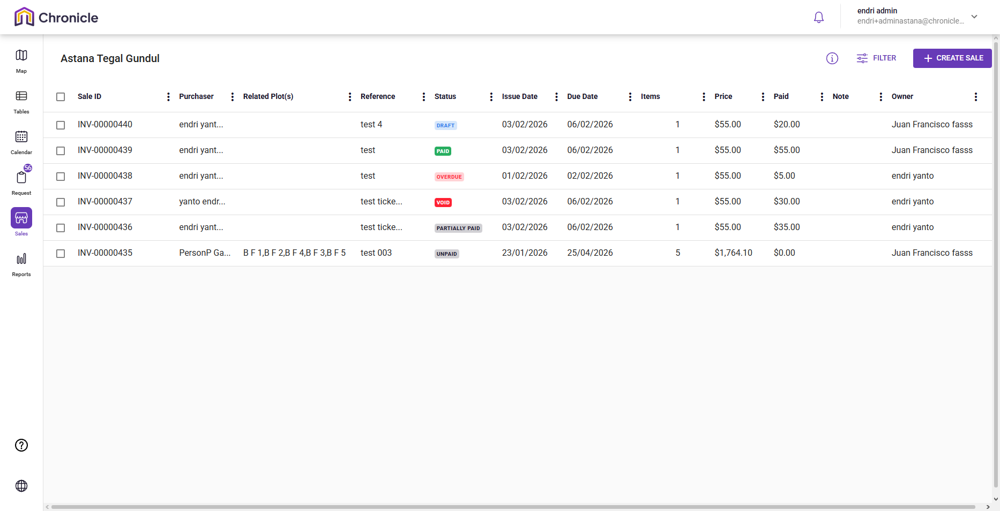 Chronicle
endri admin
endri+adminastana@chronicle...
Map
Tables
Calendar
56
Request
Sales
Reports
Astana Tegal Gundul
FILTER
CREATE SALE
Sale ID Purchaser Related Plot(s) Reference Status Issue Date Due Date Items Price Paid Note Owner
INV-00000440 endri yant... test 4 DRAFT 03/02/2026 06/02/2026 1 $55.00 $20.00 Juan Francisco fasss
INV-00000439 endri yant... test PAID 03/02/2026 06/02/2026 1 $55.00 $55.00 Juan Francisco fasss
INV-00000438 endri yant... test OVERDUE 01/02/2026 02/02/2026 1 $55.00 $5.00 endri yanto
INV-00000437 yanto endr... test ticke... VOID 03/02/2026 06/02/2026 1 $55.00 $30.00 endri yanto
INV-00000436 endri yant... test ticke... PARTIALLY PAID 03/02/2026 06/02/2026 1 $55.00 $35.00 endri yanto
INV-00000435 PersonP Ga... B F 1,B F 2,B F 4,B F 3,B F 5 test 003 UNPAID 23/01/2026 25/04/2026 5 $1,764.10 $0.00 Juan Francisco fasss